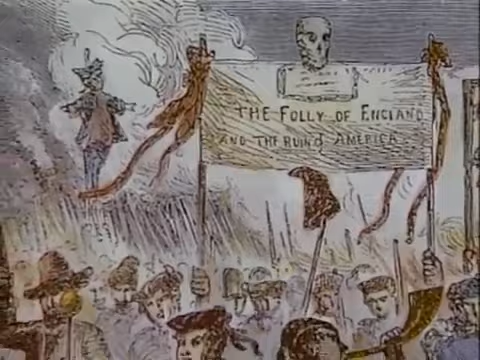 THE FOLLY OF ENGLAND
AND THE RUIN OF AMERICA